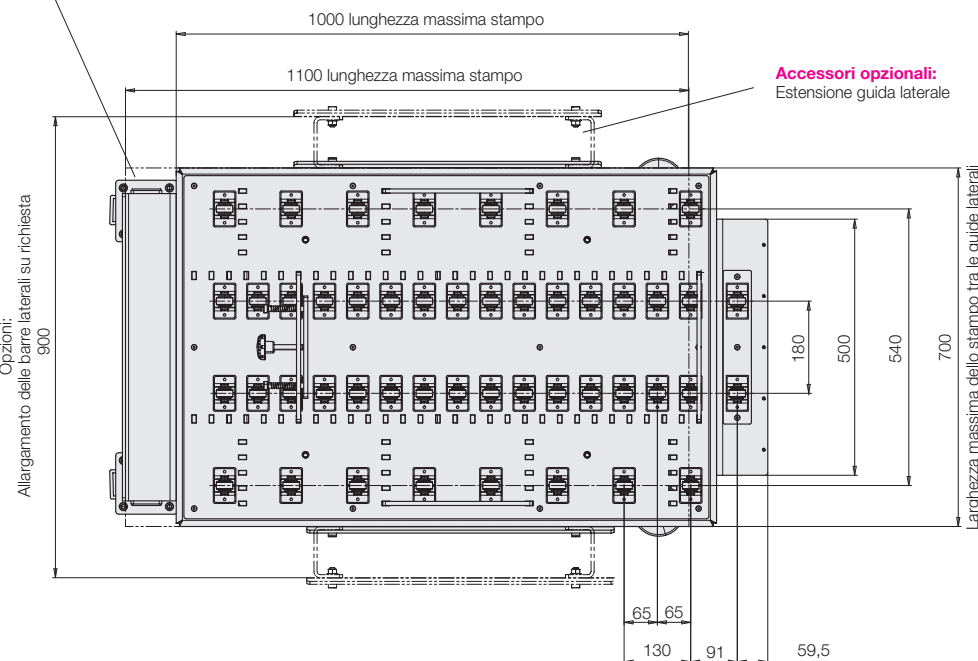 1000 lunghezza massima stampo
1100 lunghezza massima stampo
Accessori opzionali:
Estensione guida laterale
Opzioni:
Allargamento delle barre laterali su richiesta
900
180
500
540
700
Larghezza massima dello stampo tra le guide laterali
65
65
130
91
59,5